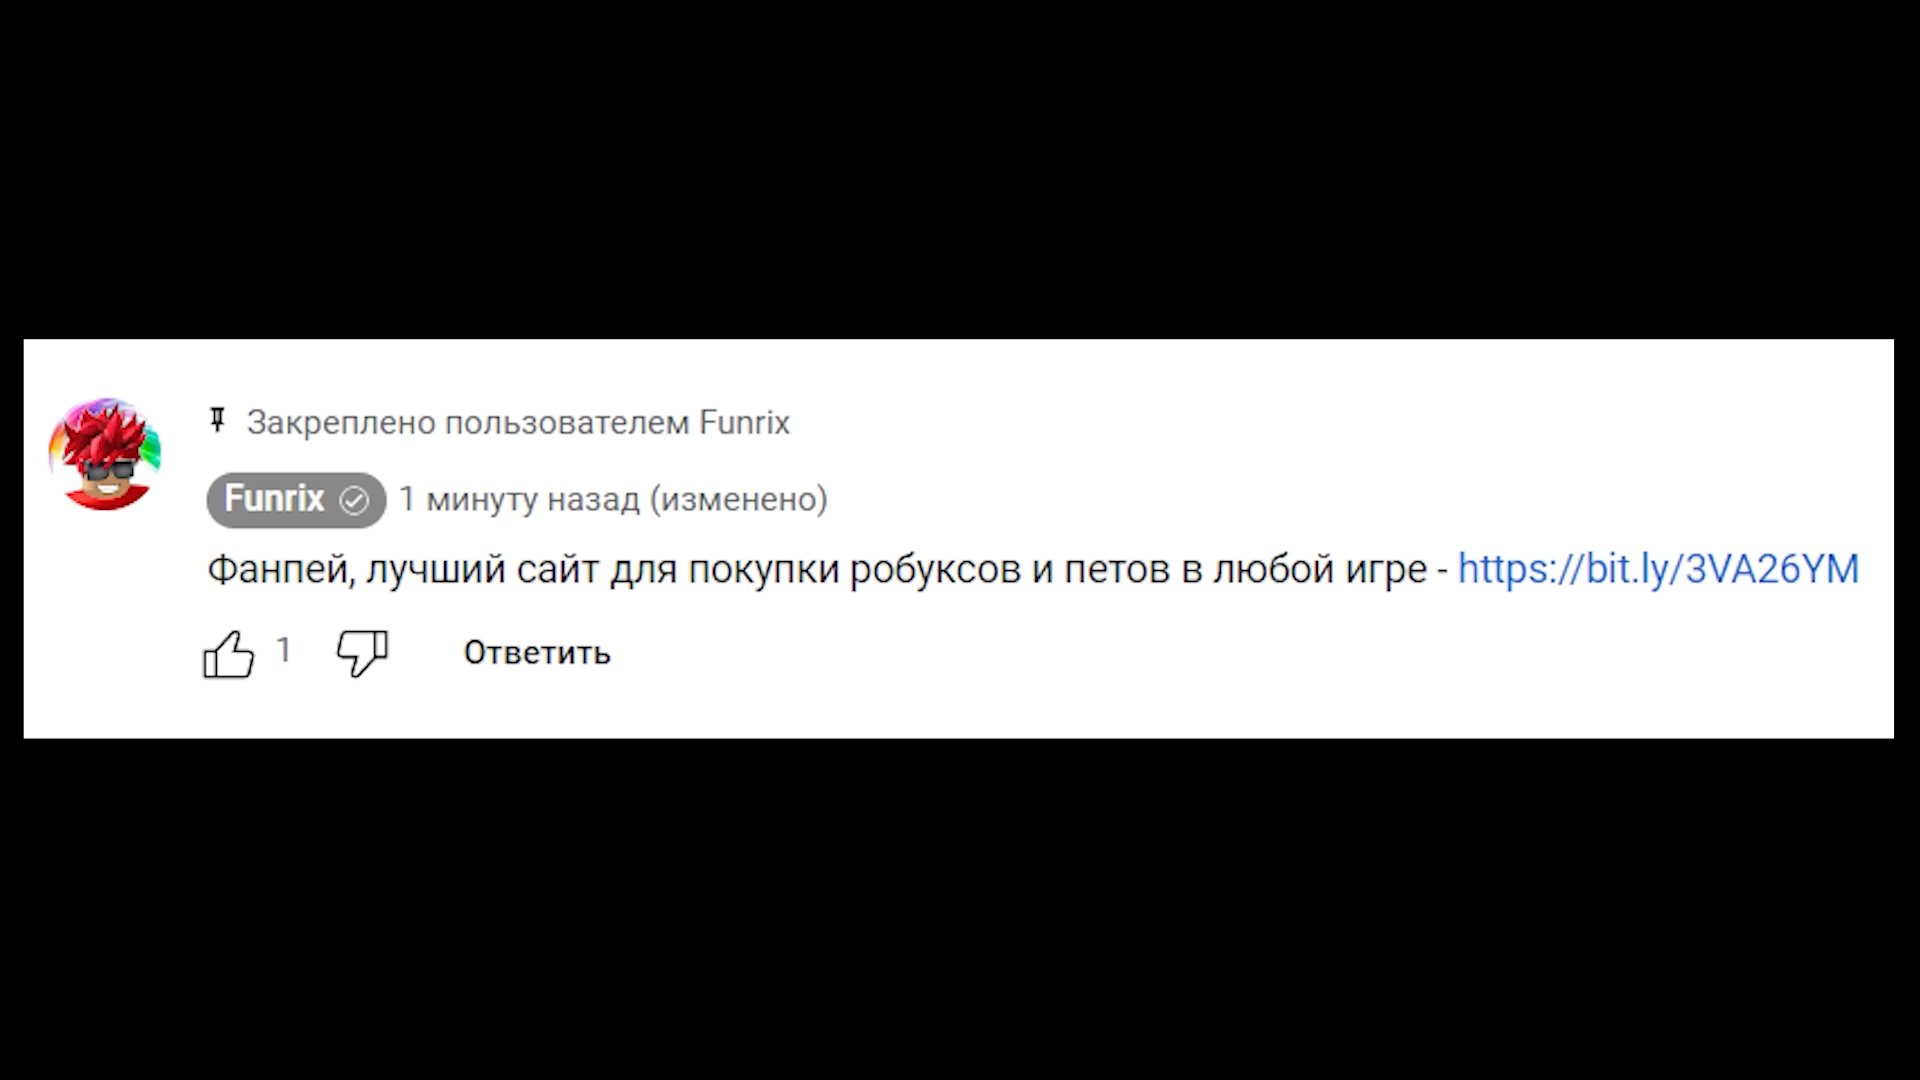 Закреплено пользователем Funrix
Funrix 1 минуту назад (изменено)
Фанпей, лучший сайт для покупки робуксов и петов в любой игре - https://bit.ly/3VA26YM
1 Ответить